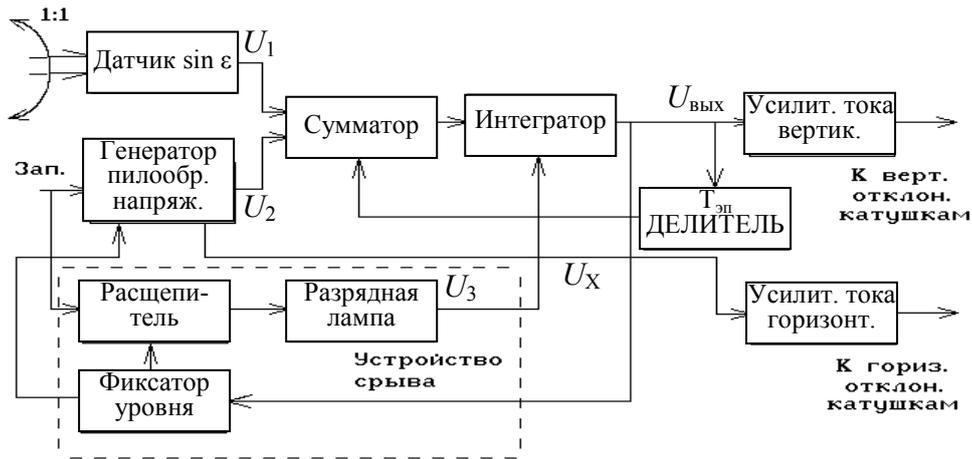 1:1
Датчик sin ε
U1
Сумматор
Интегратор
Uвых
Усилит. тока
вертик.
Зап.
Генератор
пилообр.
напряж.
U2
Tэп
ДЕЛИТЕЛЬ
К верт.
отклон.
катушкам
Расщепи-
тель
Разрядная
лампа
U3
UX
Усилит. тока
горизонт.
Устройство
срыва
Фиксатор
уровня
К гориз.
отклон.
катушкам